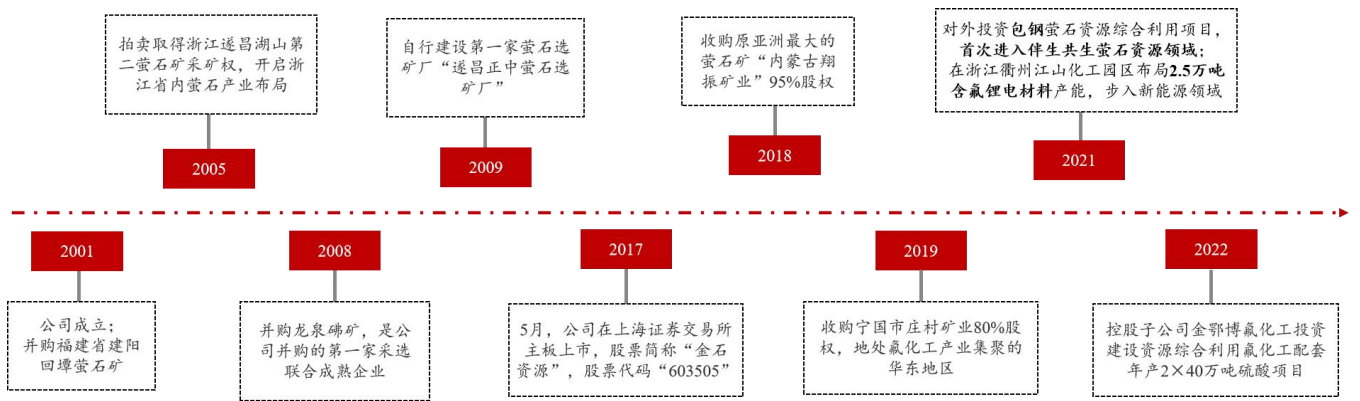 拍卖取得浙江遂昌湖山第
二萤石矿采矿权，开启浙
江省内萤石产业布局
2005
自行建设第一家萤石选
矿厂“遂昌正中萤石选
矿厂”
2009
收购原亚洲最大的
萤石矿“内蒙古翔
振矿业”95%股权
2018
对外投资包钢萤石资源综合利用项目，
首次进入伴生共生萤石资源领域；
在浙江衢州江山化工园区布局2.5万吨
含氟锂电材料产能，步入新能源领域
2021
2001
公司成立；
并购福建省建阳
回墥萤石矿
2008
并购龙泉砩矿，是公
司并购的第一家采选
联合成熟企业
2017
5月，公司在上海证券交易所
主板上市，股票简称“金石
资源”，股票代码“603505”
2019
收购宁国市庄村矿业80%股
权，地处氟化工产业集聚的
华东地区
2022
控股子公司金鄂博氟化工投资
建设资源综合利用氟化工配套
年产2×40万吨硫酸项目